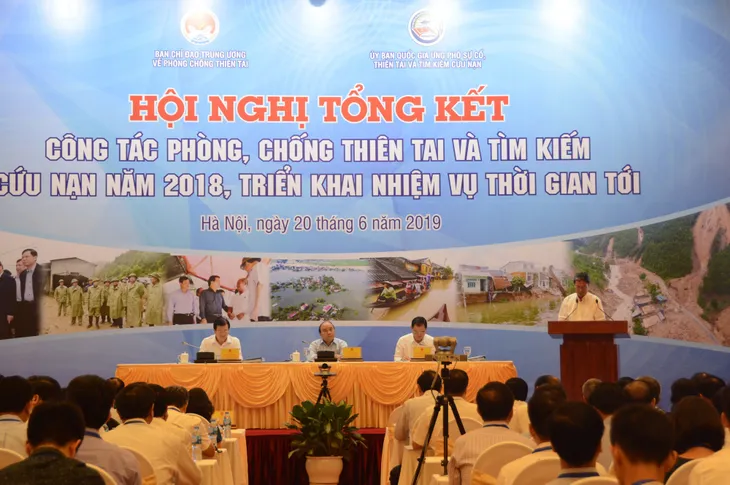 BAN CHỈ ĐẠO TRUNG ƯƠNG
VỀ PHÒNG CHỐNG THIÊN TAI
ỦY BAN QUỐC GIA ỨNG PHÓ SỰ CỐ,
THIÊN TAI VÀ TÌM KIẾM CỨU NẠN
HỘI NGHỊ TỔNG KẾT
CÔNG TÁC PHÒNG, CHỐNG THIÊN TAI VÀ TÌM KIẾM
CỨU NẠN NĂM 2018, TRIỂN KHAI NHIỆM VỤ THỜI GIAN TỚI
Hà Nội, ngày 20 tháng 6 năm 2019